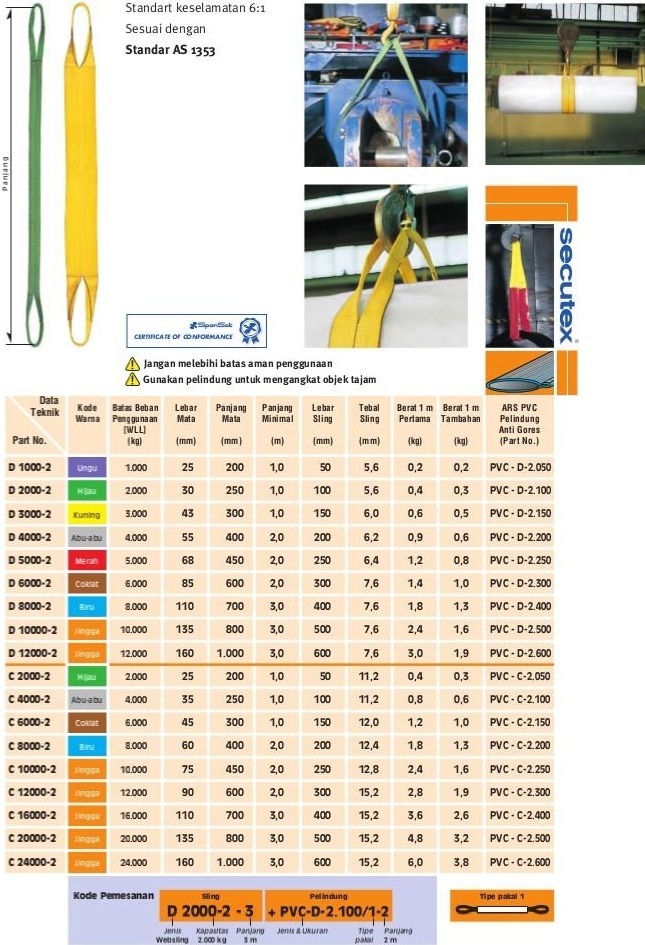 Standart keselamatan 6:1
Sesuai dengan
Standar AS 1353
Panjang
SpanSet
CERTIFICATE OF CONFORMANCE
secutex
Jangan melebihi batas aman penggunaan
Gunakan pelindung untuk mengangkat objek tajam
Data Teknik Part No. Kode Warna Batas Beban Penggunaan [WLL] (kg) Lebar Mata (mm) Panjang Mata (mm) Panjang Minimal (m) Lebar Sling (mm) Tebal Sling (mm) Berat 1 m Pertama (kg) Berat 1 m Tambahan (kg) ARS PVC Pelindung Anti Gores (Part No.)
D 1000-2 Ungu 1.000 25 200 1,0 50 5,6 0,2 0,2 PVC - D-2.050
D 2000-2 Hijau 2.000 30 250 1,0 100 5,6 0,4 0,3 PVC - D-2.100
D 3000-2 Kuning 3.000 43 300 1,0 150 6,0 0,6 0,5 PVC - D-2.150
D 4000-2 Abu-abu 4.000 55 400 2,0 200 6,2 0,9 0,6 PVC - D-2.200
D 5000-2 Merah 5.000 68 450 2,0 250 6,4 1,2 0,8 PVC - D-2.250
D 6000-2 Coklat 6.000 85 600 2,0 300 7,6 1,4 1,0 PVC - D-2.300
D 8000-2 Biru 8.000 110 700 3,0 400 7,6 1,8 1,3 PVC - D-2.400
D 10000-2 Jingga 10.000 135 800 3,0 500 7,6 2,4 1,6 PVC - D-2.500
D 12000-2 Jingga 12.000 160 1.000 3,0 600 7,6 3,0 1,9 PVC - D-2.600
C 2000-2 Hijau 2.000 25 200 1,0 50 11,2 0,4 0,3 PVC - C-2.050
C 4000-2 Abu-abu 4.000 35 250 1,0 100 11,2 0,8 0,6 PVC - C-2.100
C 6000-2 Coklat 6.000 45 300 1,0 150 12,0 1,2 1,0 PVC - C-2.150
C 8000-2 Biru 8.000 60 400 2,0 200 12,4 1,8 1,3 PVC - C-2.200
C 10000-2 Jingga 10.000 75 450 2,0 250 12,8 2,4 1,6 PVC - C-2.250
C 12000-2 Jingga 12.000 90 600 2,0 300 15,2 2,8 1,9 PVC - C-2.300
C 16000-2 Jingga 16.000 110 700 3,0 400 15,2 3,6 2,6 PVC - C-2.400
C 20000-2 Jingga 20.000 135 800 3,0 500 15,2 4,8 3,2 PVC - C-2.500
C 24000-2 Jingga 24.000 160 1.000 3,0 600 15,2 6,0 3,8 PVC - C-2.600
Kode Pemesanan
Sling Pelindung
D 2000-2 - 3 + PVC-D-2.100/1-2
Jenis Websling Kapasitas 2.000 kg Panjang 3 m Jenis & Ukuran Tipe pakai Panjang 2 m
Tipe pakai 1